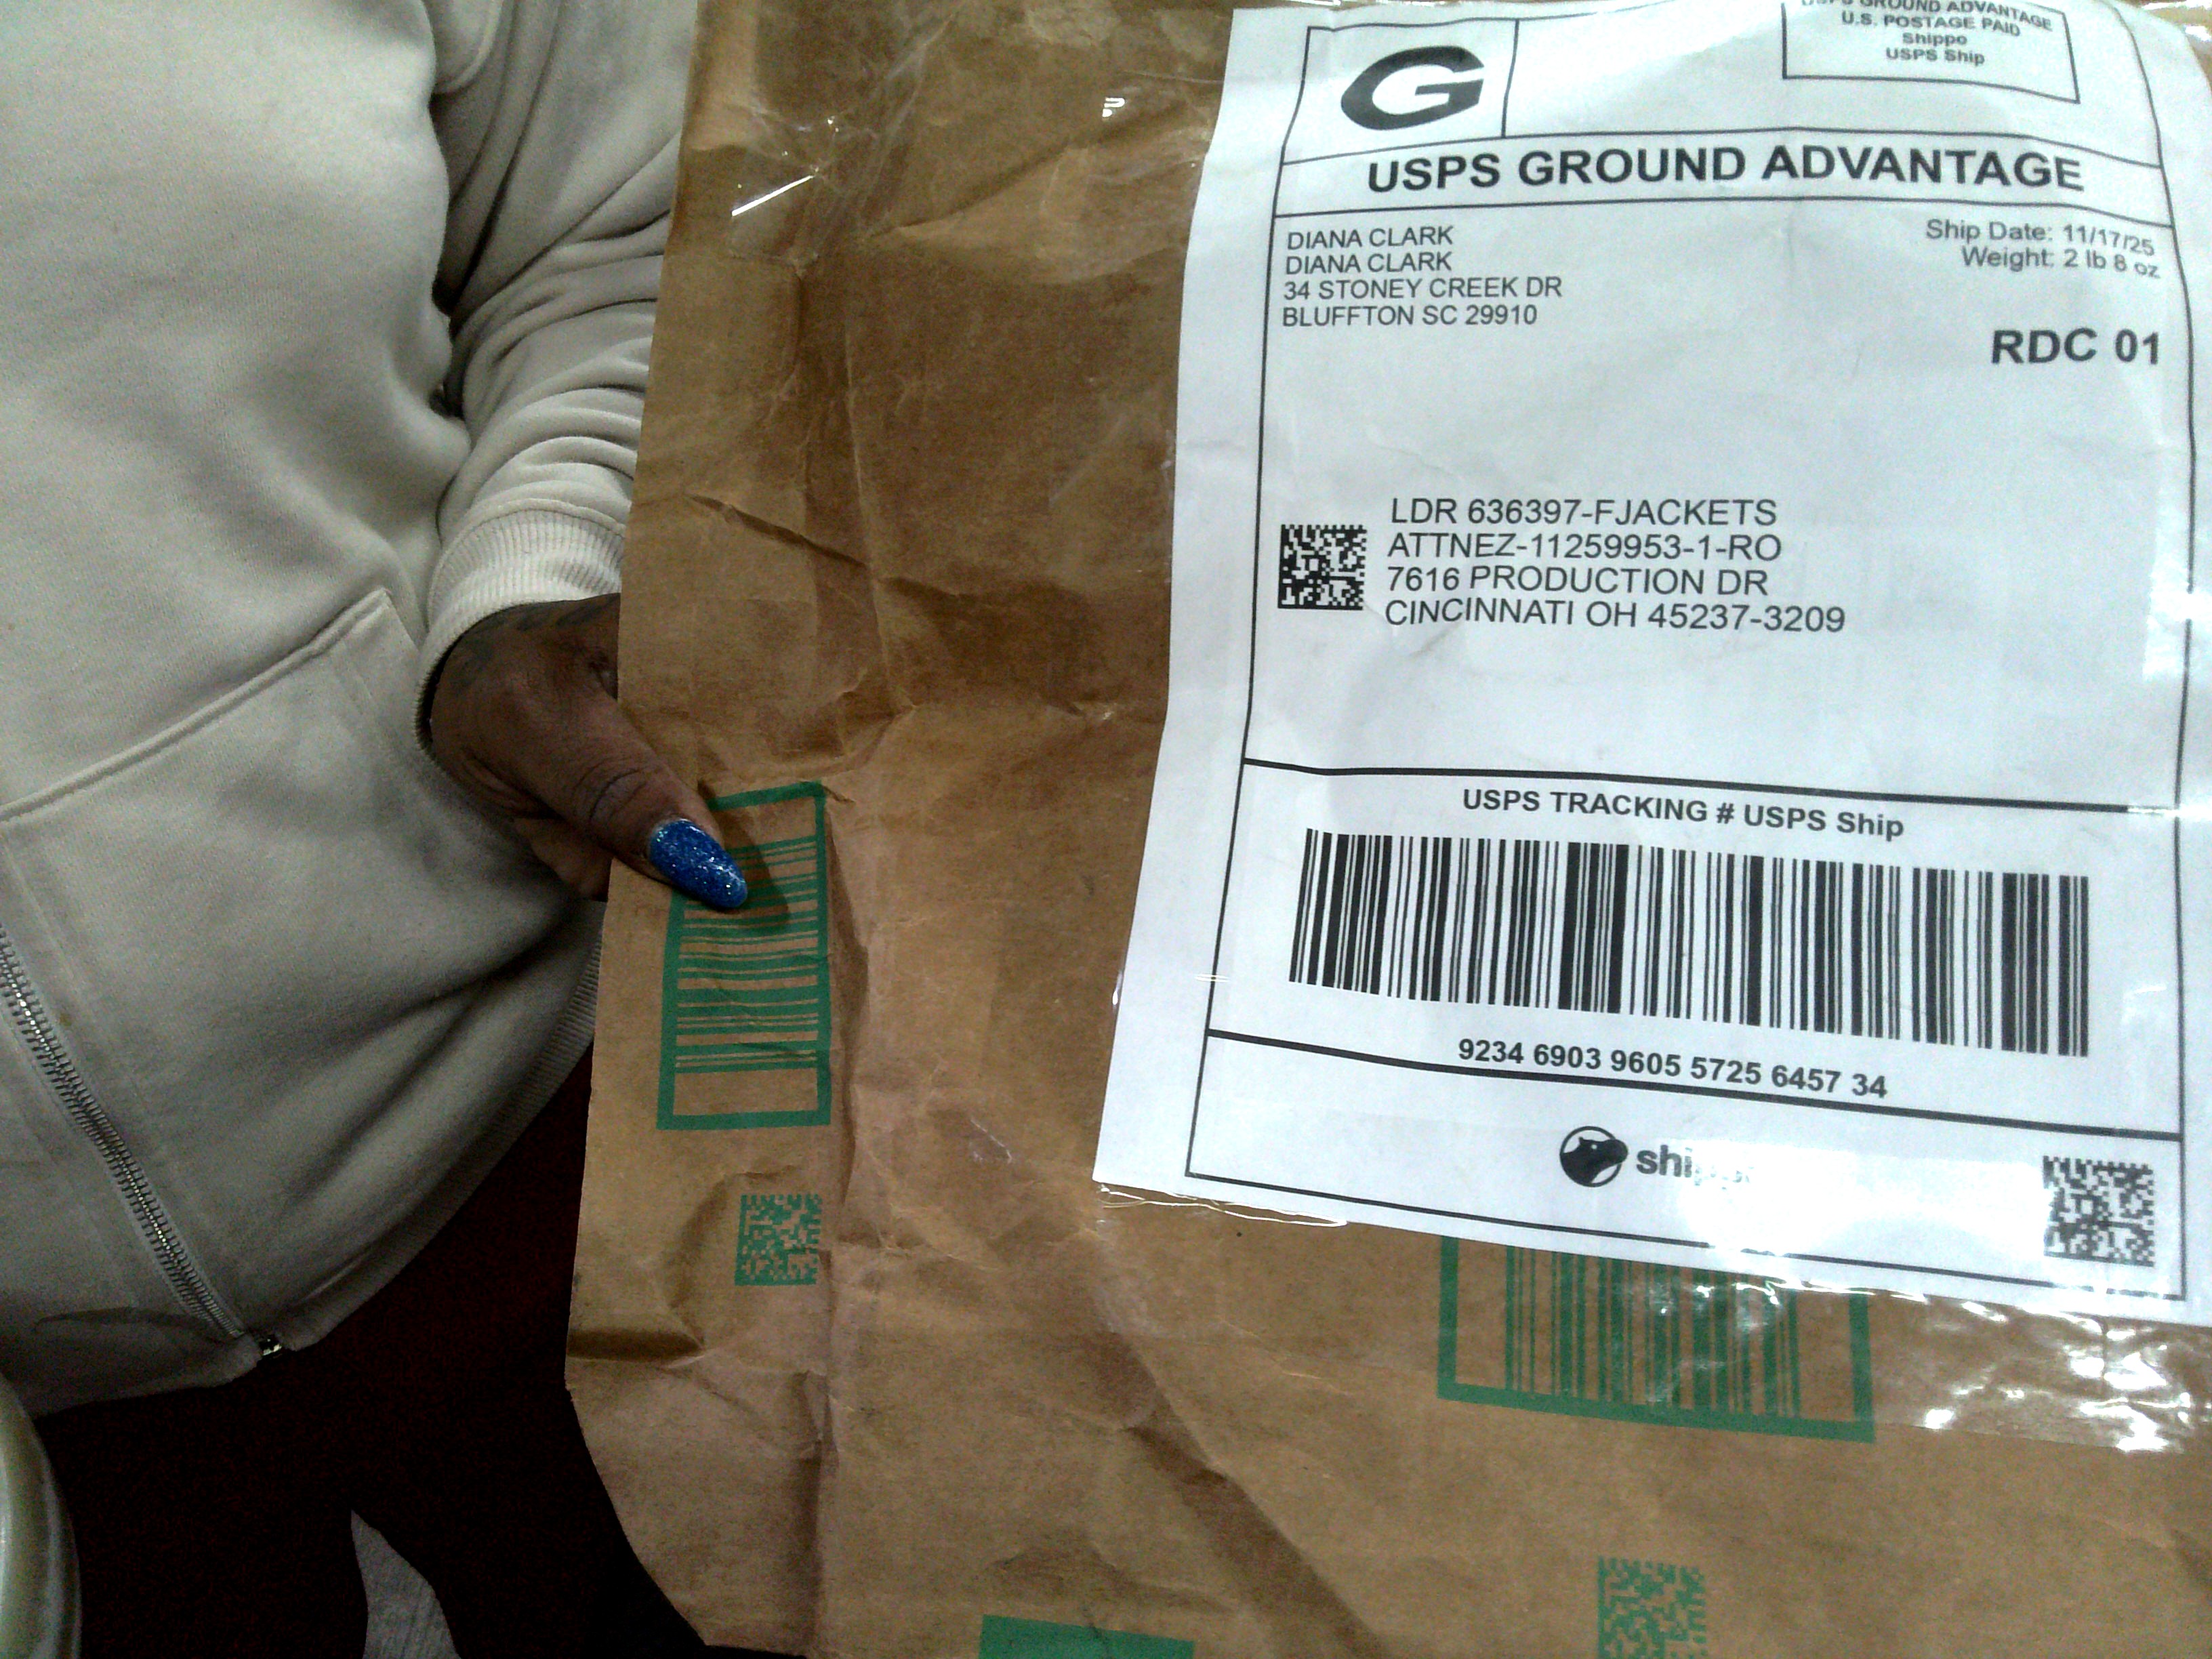 G
USPS GROUND ADVANTAGE
U.S. POSTAGE PAID
Shippo
USPS Ship
USPS GROUND ADVANTAGE
DIANA CLARK
DIANA CLARK
34 STONEY CREEK DR
BLUFFTON SC 29910
Ship Date: 11/17/25
Weight: 2 lb 8 oz
RDC 01
LDR 636397-FJACKETS
ATTNEZ-11259953-1-RO
7616 PRODUCTION DR
CINCINNATI OH 45237-3209
USPS TRACKING # USPS Ship
9234 6903 9605 5725 6457 34
shippo